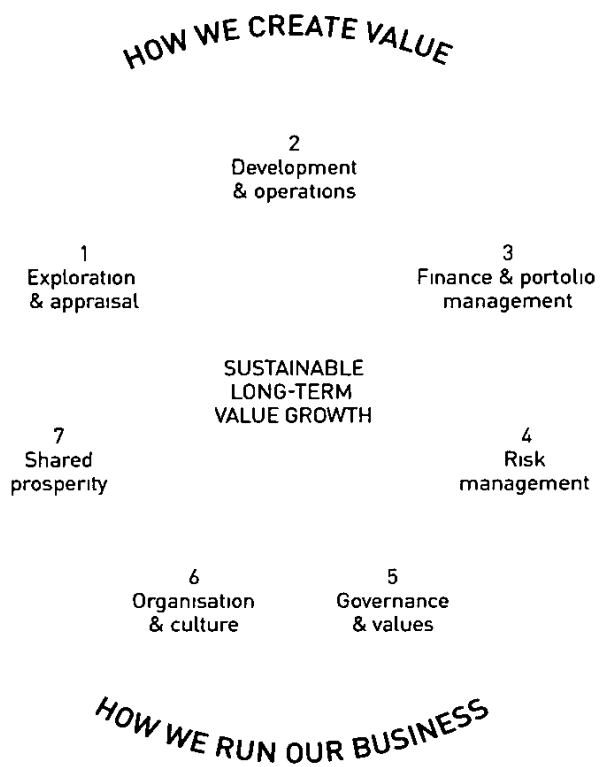 HOW WE CREATE VALUE
2
Development
& operations
1
Exploration
& appraisal
3
Finance & portolio
management
SUSTAINABLE
LONG-TERM
VALUE GROWTH
7
Shared
prosperity
4
Risk
management
6
Organisation
& culture
5
Governance
& values
HOW WE RUN OUR BUSINESS